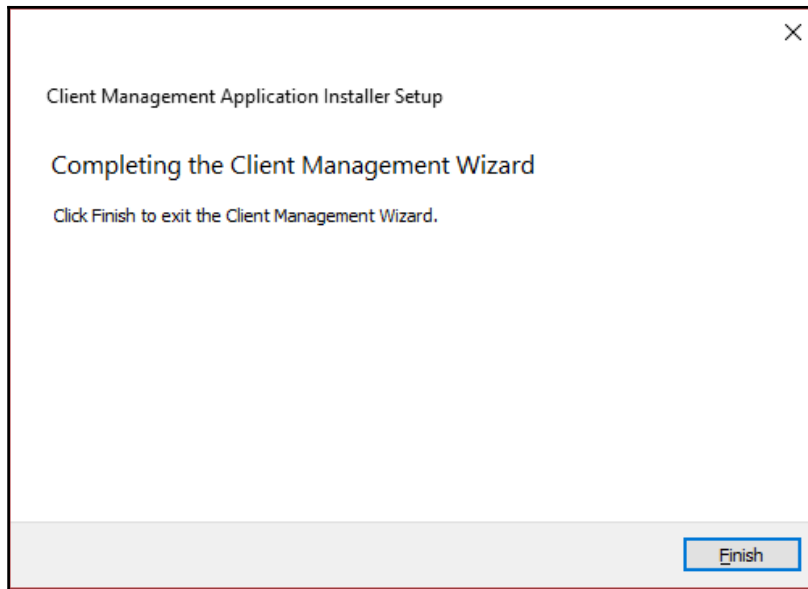 Client Management Application Installer Setup
Completing the Client Management Wizard
Click Finish to exit the Client Management Wizard.
Finish